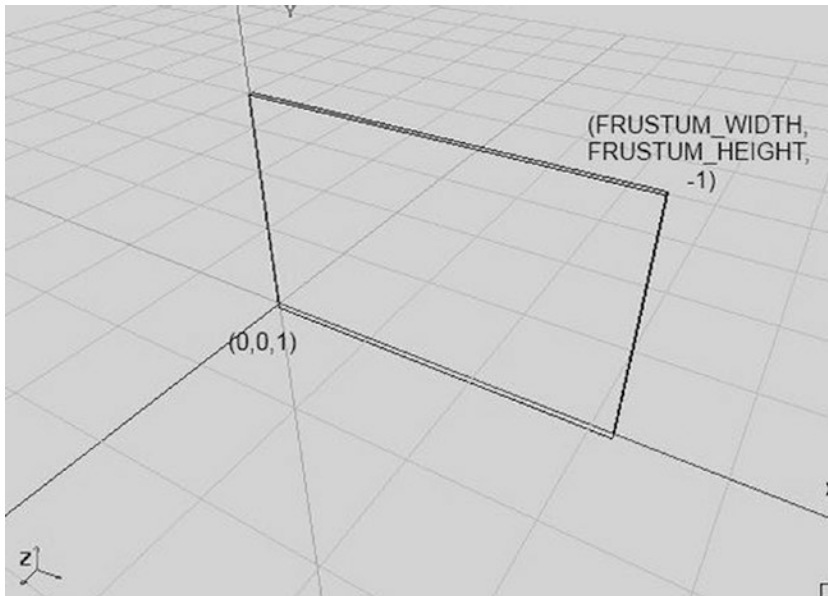 Y
(FRUSTUM_WIDTH,
FRUSTUM_HEIGHT,
-1)
(0,0,1)
z